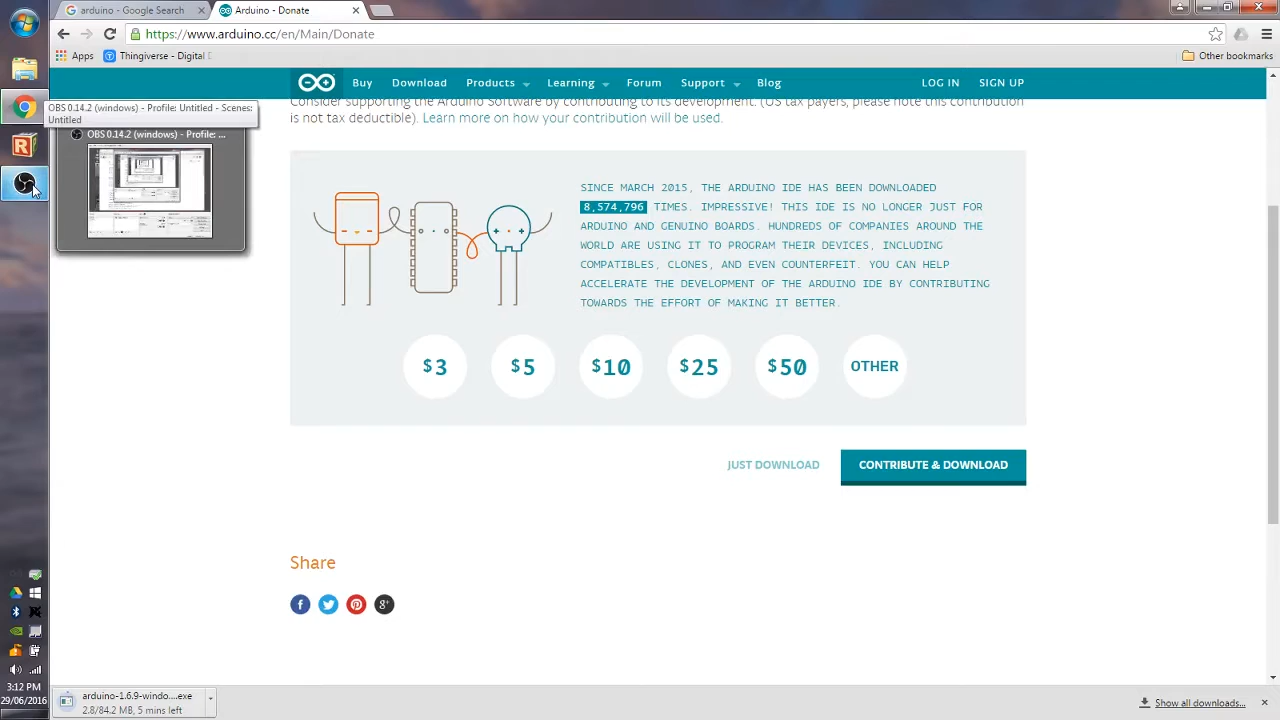 arduino - Google Search
Arduino - Donate
https://www.arduino.cc/en/Main/Donate
Apps
Thingiverse - Digital D
Other bookmarks
Buy
Download
Products
Learning
Forum
Support
Blog
LOG IN
SIGN UP
Consider supporting the Arduino Software by contributing to its development. (US tax payers, please note this contribution
is not tax deductible). Learn more on how your contribution will be used.
OBS 0.14.2 (windows) - Profile: Untitled - Scenes:
Untitled
OBS 0.14.2 (windows) - Profile: ...
SINCE MARCH 2015, THE ARDUINO IDE HAS BEEN DOWNLOADED
8,574,796 TIMES. IMPRESSIVE! THIS IDE IS NO LONGER JUST FOR
ARDUINO AND GENUINO BOARDS. HUNDREDS OF COMPANIES AROUND THE
WORLD ARE USING IT TO PROGRAM THEIR DEVICES, INCLUDING
COMPATIBLES, CLONES, AND EVEN COUNTERFEIT. YOU CAN HELP
ACCELERATE THE DEVELOPMENT OF THE ARDUINO IDE BY CONTRIBUTING
TOWARDS THE EFFORT OF MAKING IT BETTER.
$3
$5
$10
$25
$50
OTHER
JUST DOWNLOAD
CONTRIBUTE & DOWNLOAD
Share
3:12 PM
29/06/2016
arduino-1.6.9-windo....exe
2.8/84.2 MB, 5 mins left
Show all downloads...